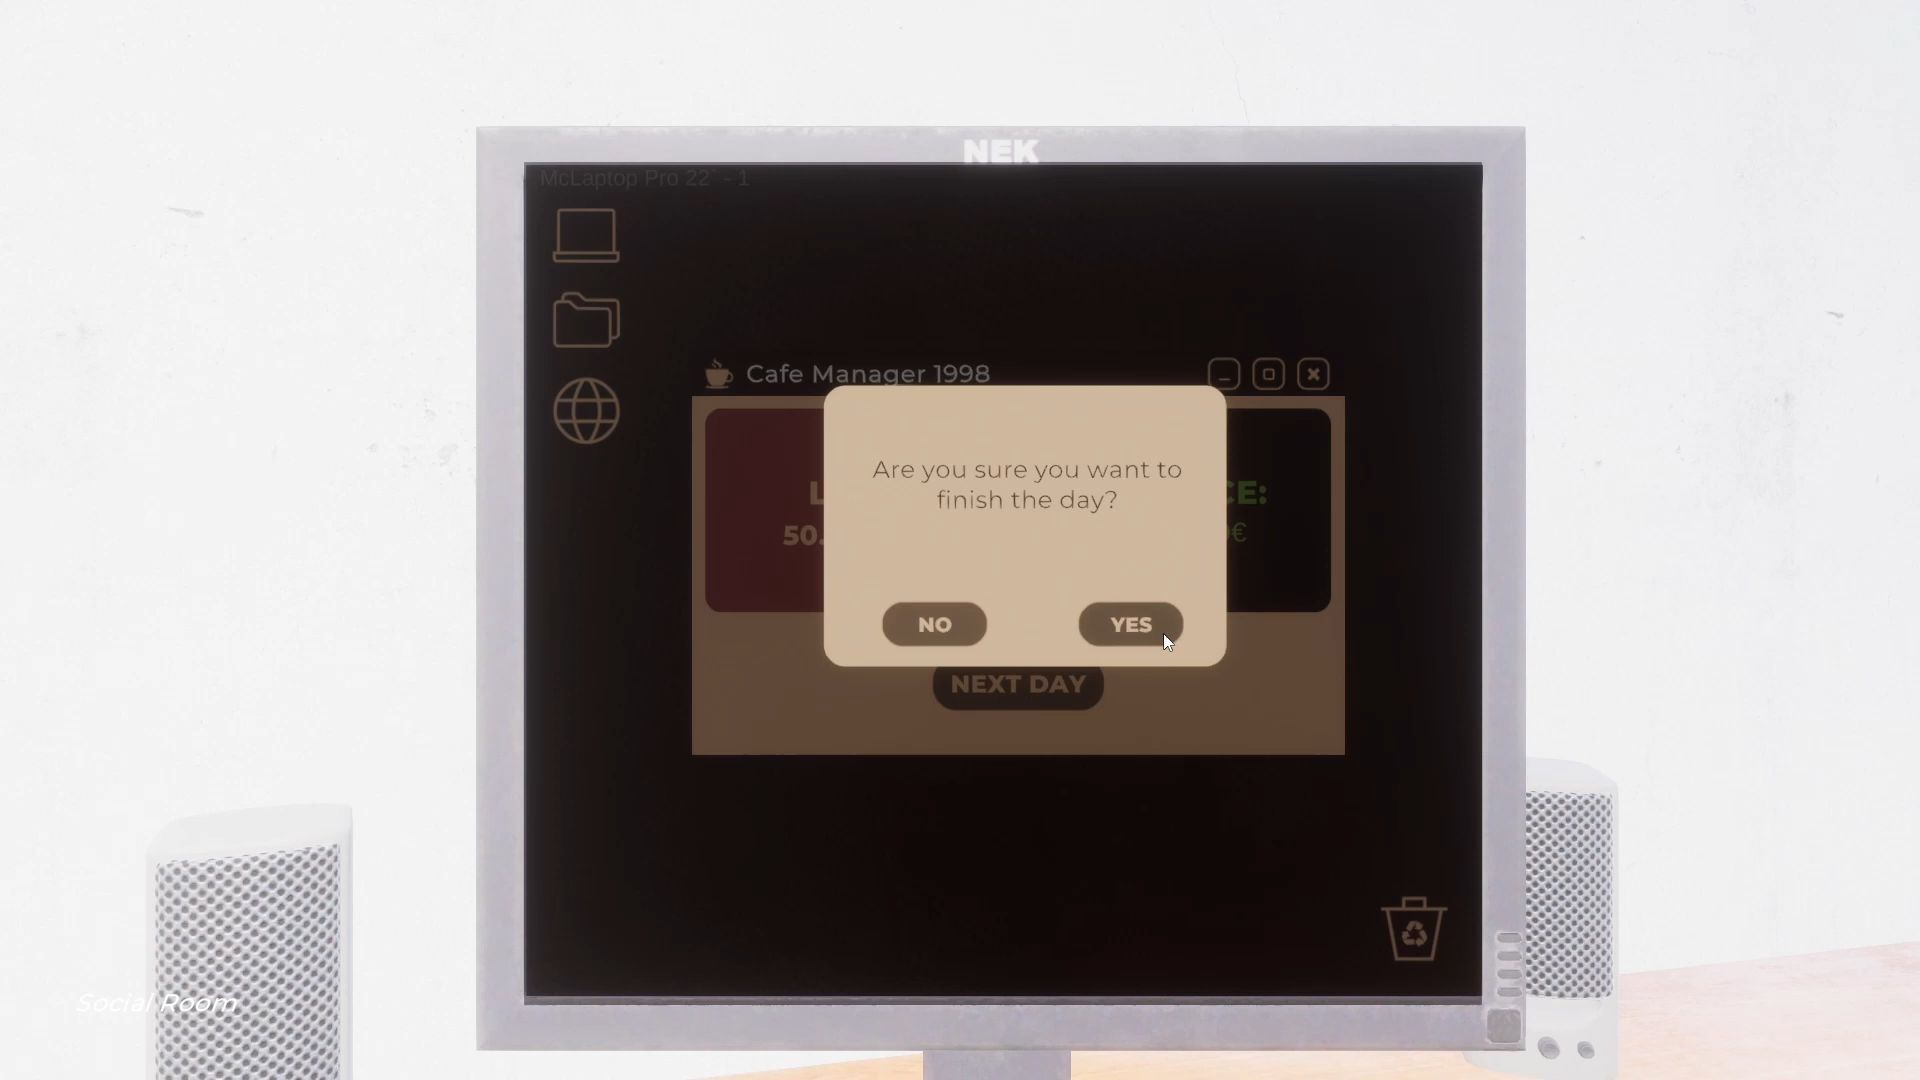 NEK
McLaptop Pro 22" - 1
Cafe Manager 1998
Are you sure you want to
finish the day?
NO
YES
NEXT DAY
Social Room